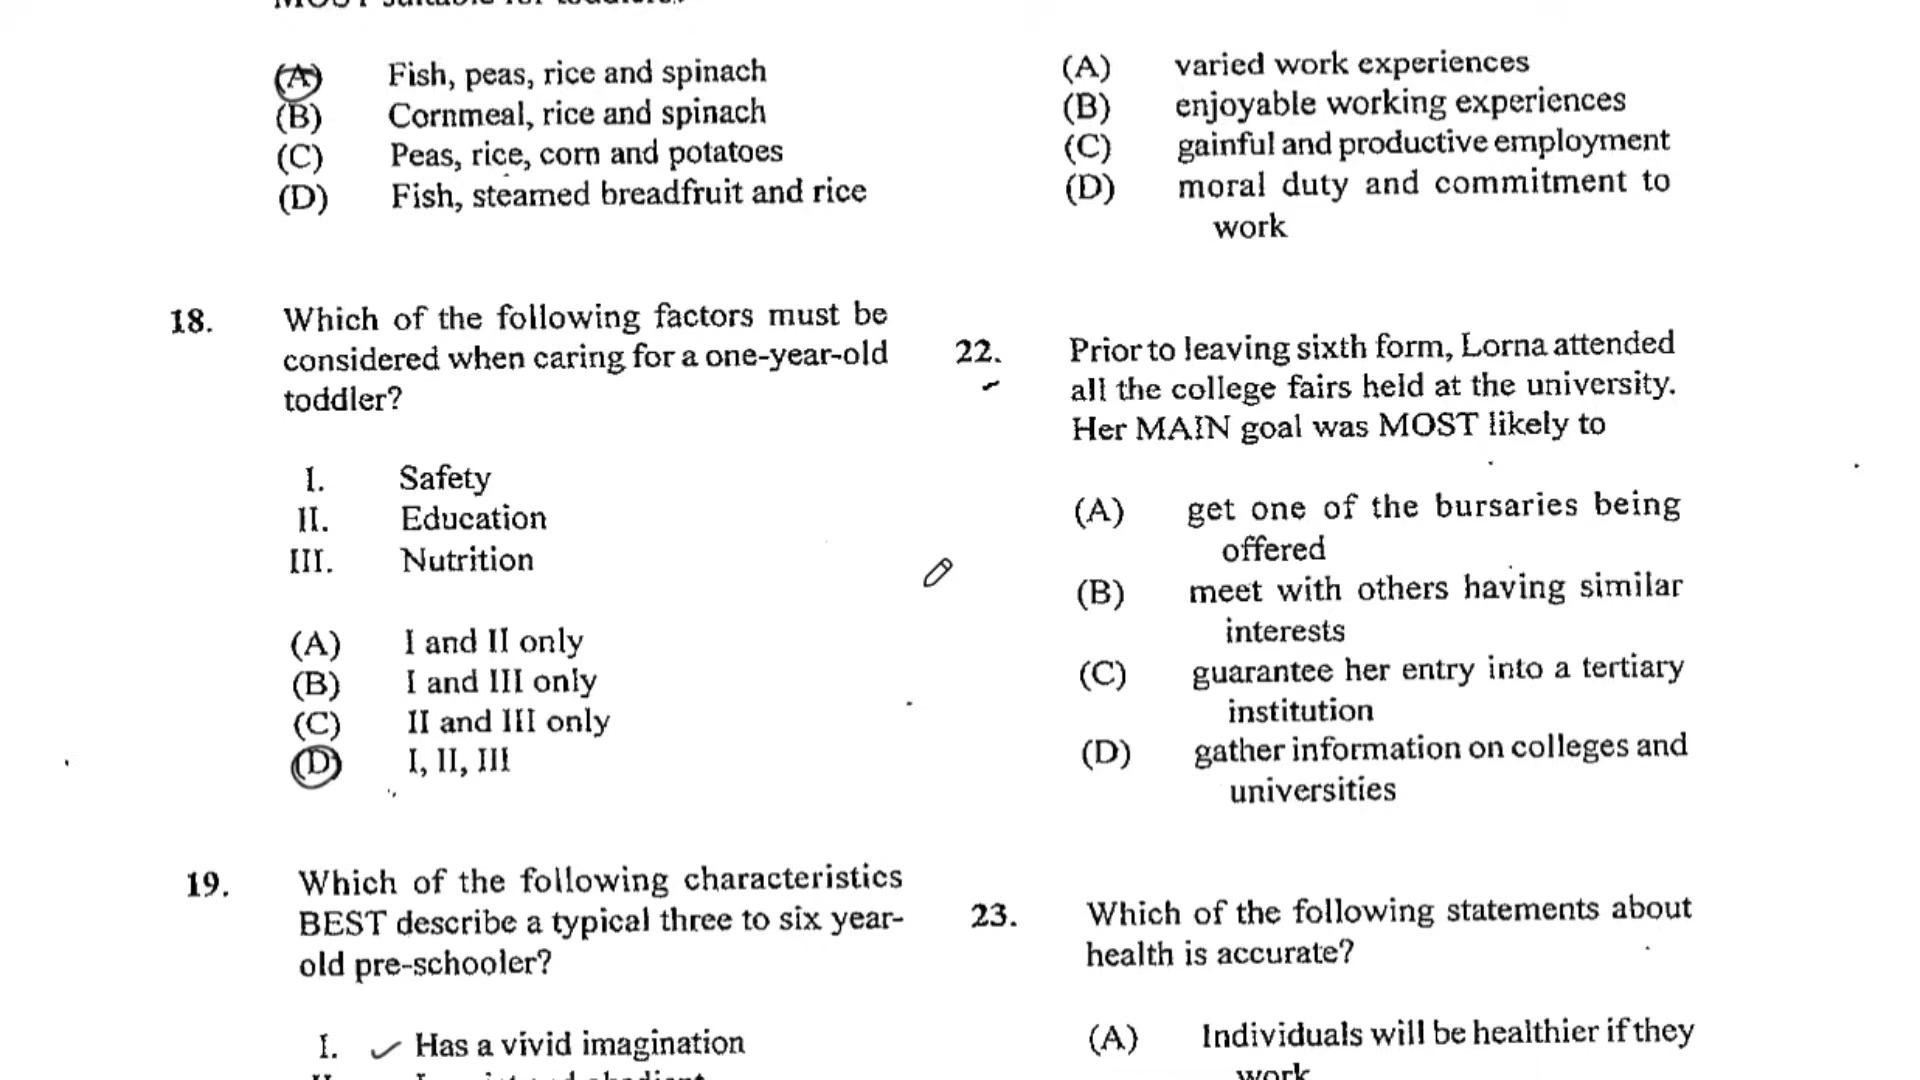 MOST suitable for toddlers?
(A) Fish, peas, rice and spinach
(B) Cornmeal, rice and spinach
(C) Peas, rice, corn and potatoes
(D) Fish, steamed breadfruit and rice
18. Which of the following factors must be
considered when caring for a one-year-old
toddler?
I. Safety
II. Education
III. Nutrition
(A) I and II only
(B) I and III only
(C) II and III only
(D) I, II, III
19. Which of the following characteristics
BEST describe a typical three to six year-
old pre-schooler?
I. Has a vivid imagination
(A) varied work experiences
(B) enjoyable working experiences
(C) gainful and productive employment
(D) moral duty and commitment to
work
22. Prior to leaving sixth form, Lorna attended
all the college fairs held at the university.
Her MAIN goal was MOST likely to
(A) get one of the bursaries being
offered
(B) meet with others having similar
interests
(C) guarantee her entry into a tertiary
institution
(D) gather information on colleges and
universities
23. Which of the following statements about
health is accurate?
(A) Individuals will be healthier if they
work